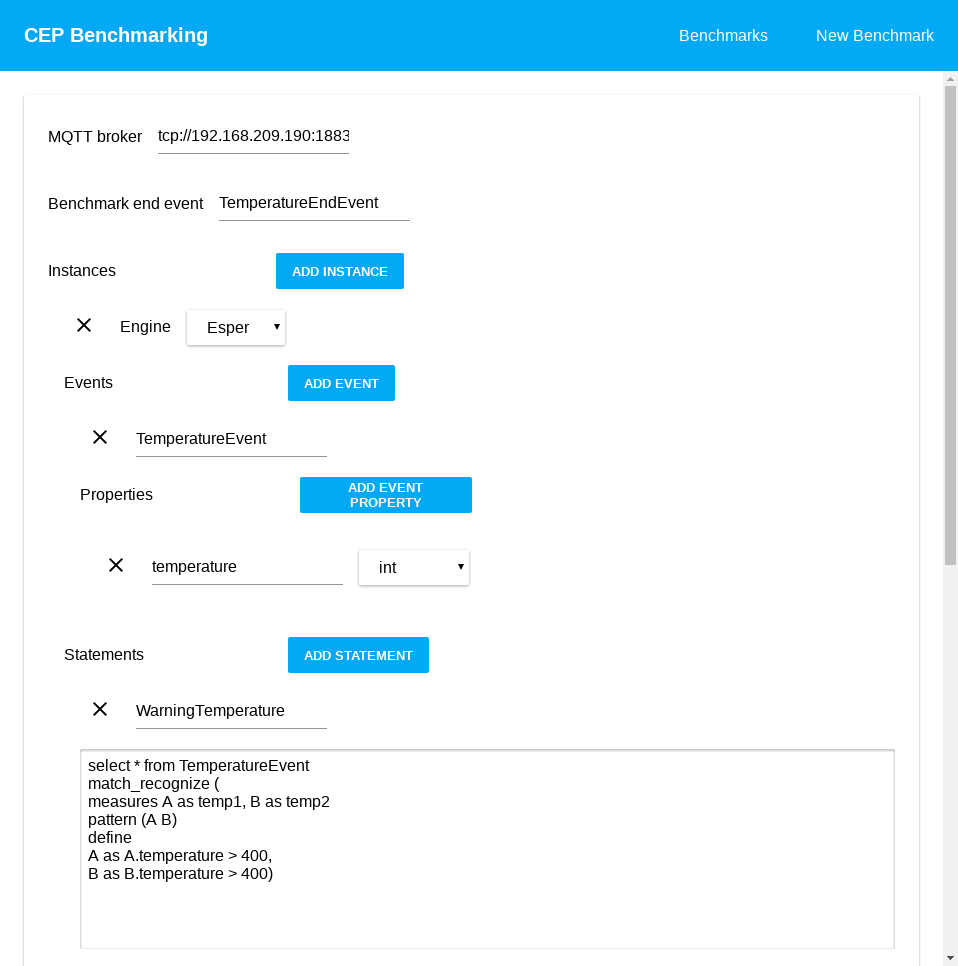 CEP Benchmarking
Benchmarks
New Benchmark
MQTT broker
tcp://192.168.209.190:1883
Benchmark end event
TemperatureEndEvent
Instances
ADD INSTANCE
Engine
Esper
Events
ADD EVENT
TemperatureEvent
Properties
ADD EVENT
PROPERTY
temperature
int
Statements
ADD STATEMENT
WarningTemperature
select * from TemperatureEvent
match_recognize (
measures A as temp1, B as temp2
pattern (A B)
define
A as A.temperature > 400,
B as B.temperature > 400)